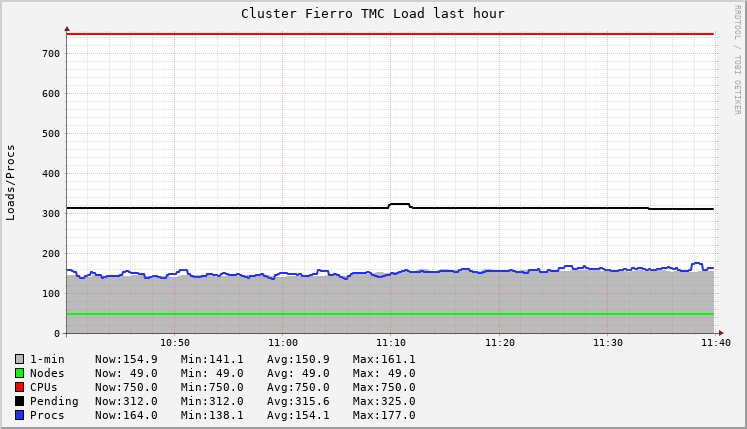 Cluster Fierro TMC Load last hour
RRDTOOL / TOBI OETIKER
Loads/Procs
700
600
500
400
300
200
100
0
10:50 11:00 11:10 11:20 11:30 11:40
1-min Now:154.9 Min:141.1 Avg:150.9 Max:161.1
Nodes Now: 49.0 Min: 49.0 Avg: 49.0 Max: 49.0
CPUs Now:750.0 Min:750.0 Avg:750.0 Max:750.0
Pending Now:312.0 Min:312.0 Avg:315.6 Max:325.0
Procs Now:164.0 Min:138.1 Avg:154.1 Max:177.0